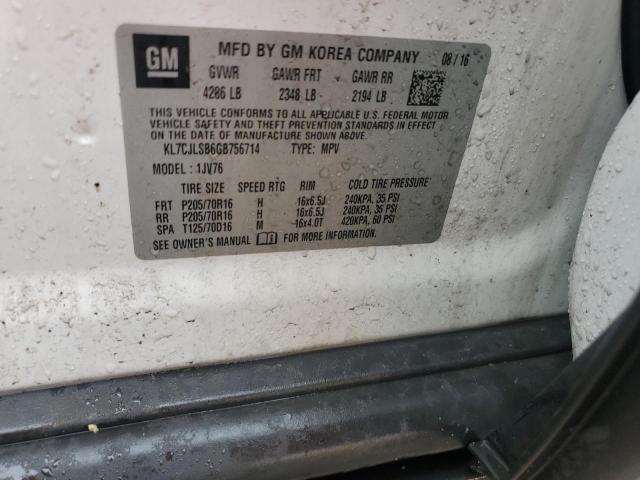 GM MFD BY GM KOREA COMPANY 08/16
GVWR GAWR FRT GAWR RR
4286 LB 2348 LB 2194 LB
THIS VEHICLE CONFORMS TO ALL APPLICABLE U.S. FEDERAL MOTOR
VEHICLE SAFETY AND THEFT PREVENTION STANDARDS IN EFFECT
ON THE DATE OF MANUFACTURE SHOWN ABOVE.
KL7CJLSB6GB756714 TYPE: MPV
MODEL: 1JV76
TIRE SIZE SPEED RTG RIM COLD TIRE PRESSURE
FRT P205/70R16 H 16x6.5J 240KPA, 35 PSI
RR P205/70R16 H 16x6.5J 240KPA, 35 PSI
SPA T125/70D16 M 16x4.0T 420KPA, 60 PSI
SEE OWNER'S MANUAL FOR MORE INFORMATION.